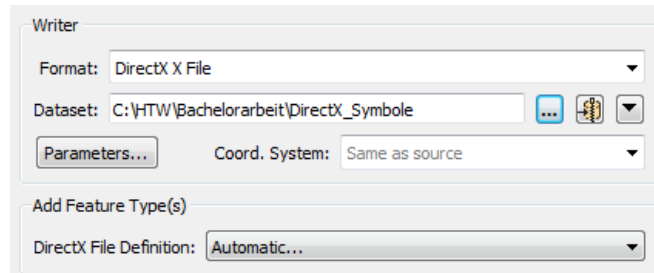 Writer
Format: DirectX X File
Dataset: C:\HTW\Bachelorarbeit\DirectX_Symbole ...
Parameters... Coord. System: Same as source
Add Feature Type(s)
DirectX File Definition: Automatic...